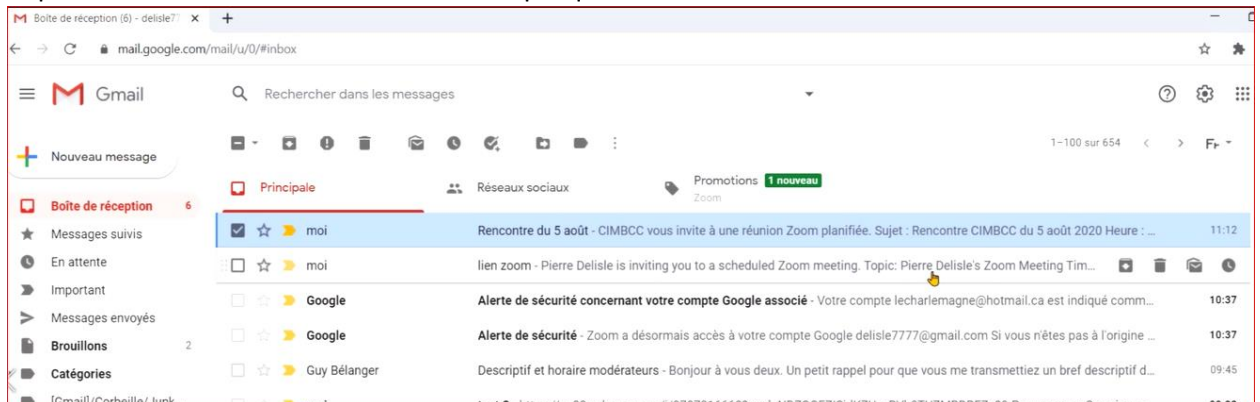 Boîte de réception (6) - delisle77
mail.google.com/mail/u/0/#inbox
Gmail
Rechercher dans les messages
Nouveau message
1–100 sur 654
Principale
Réseaux sociaux
Promotions 1 nouveau
Zoom
Boîte de réception 6
Messages suivis
En attente
Important
Messages envoyés
Brouillons 2
Catégories
moi Rencontre du 5 août - CIMBCC vous invite à une réunion Zoom planifiée. Sujet : Rencontre CIMBCC du 5 août 2020 Heure : ... 11:12
moi lien zoom - Pierre Delisle is inviting you to a scheduled Zoom meeting. Topic: Pierre Delisle's Zoom Meeting Tim...
Google Alerte de sécurité concernant votre compte Google associé - Votre compte lecharlemagne@hotmail.ca est indiqué comm... 10:37
Google Alerte de sécurité - Zoom a désormais accès à votre compte Google delisle7777@gmail.com Si vous n'êtes pas à l'origine ... 10:37
Guy Bélanger Descriptif et horaire modérateurs - Bonjour à vous deux. Un petit rappel pour que vous me transmettiez un bref descriptif d... 09:45